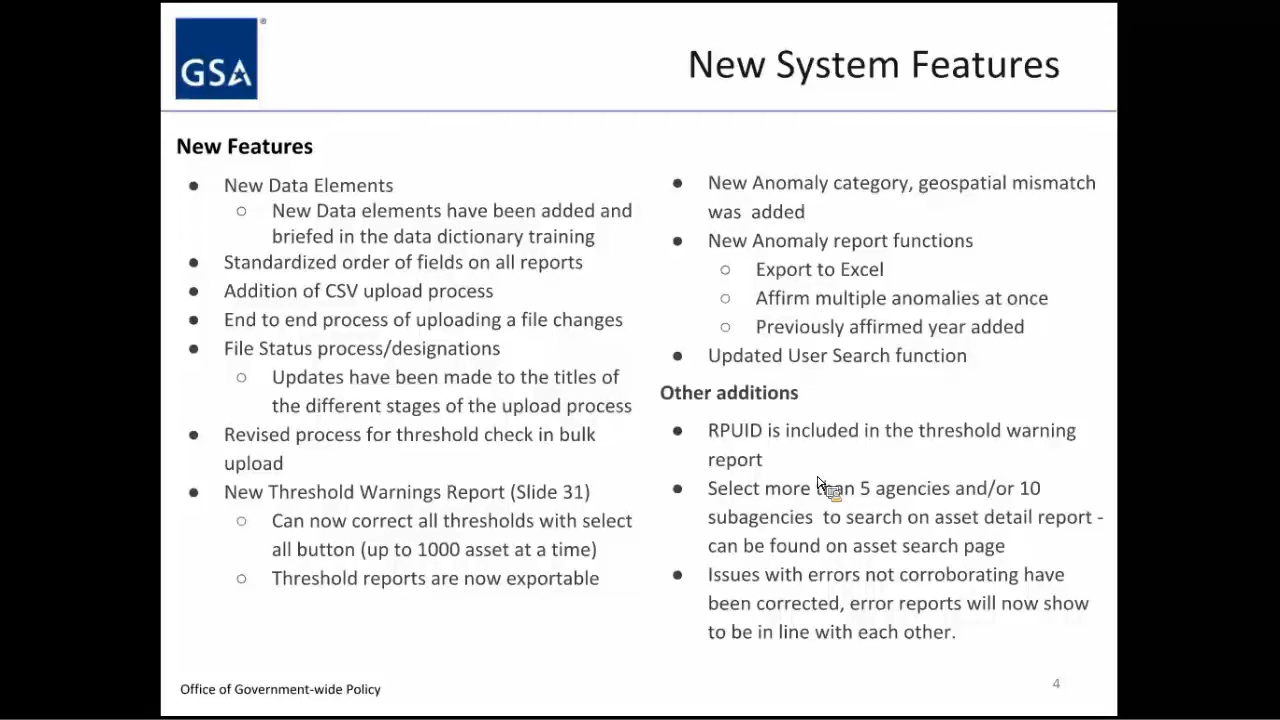 GSA
®
New System Features
New Features
● New Data Elements
○ New Data elements have been added and
briefed in the data dictionary training
● Standardized order of fields on all reports
● Addition of CSV upload process
● End to end process of uploading a file changes
● File Status process/designations
○ Updates have been made to the titles of
the different stages of the upload process
● Revised process for threshold check in bulk
upload
● New Threshold Warnings Report (Slide 31)
○ Can now correct all thresholds with select
all button (up to 1000 asset at a time)
○ Threshold reports are now exportable
● New Anomaly category, geospatial mismatch
was added
● New Anomaly report functions
○ Export to Excel
○ Affirm multiple anomalies at once
○ Previously affirmed year added
● Updated User Search function
Other additions
● RPUID is included in the threshold warning
report
● Select more than 5 agencies and/or 10
subagencies to search on asset detail report -
can be found on asset search page
● Issues with errors not corroborating have
been corrected, error reports will now show
to be in line with each other.
Office of Government-wide Policy
4